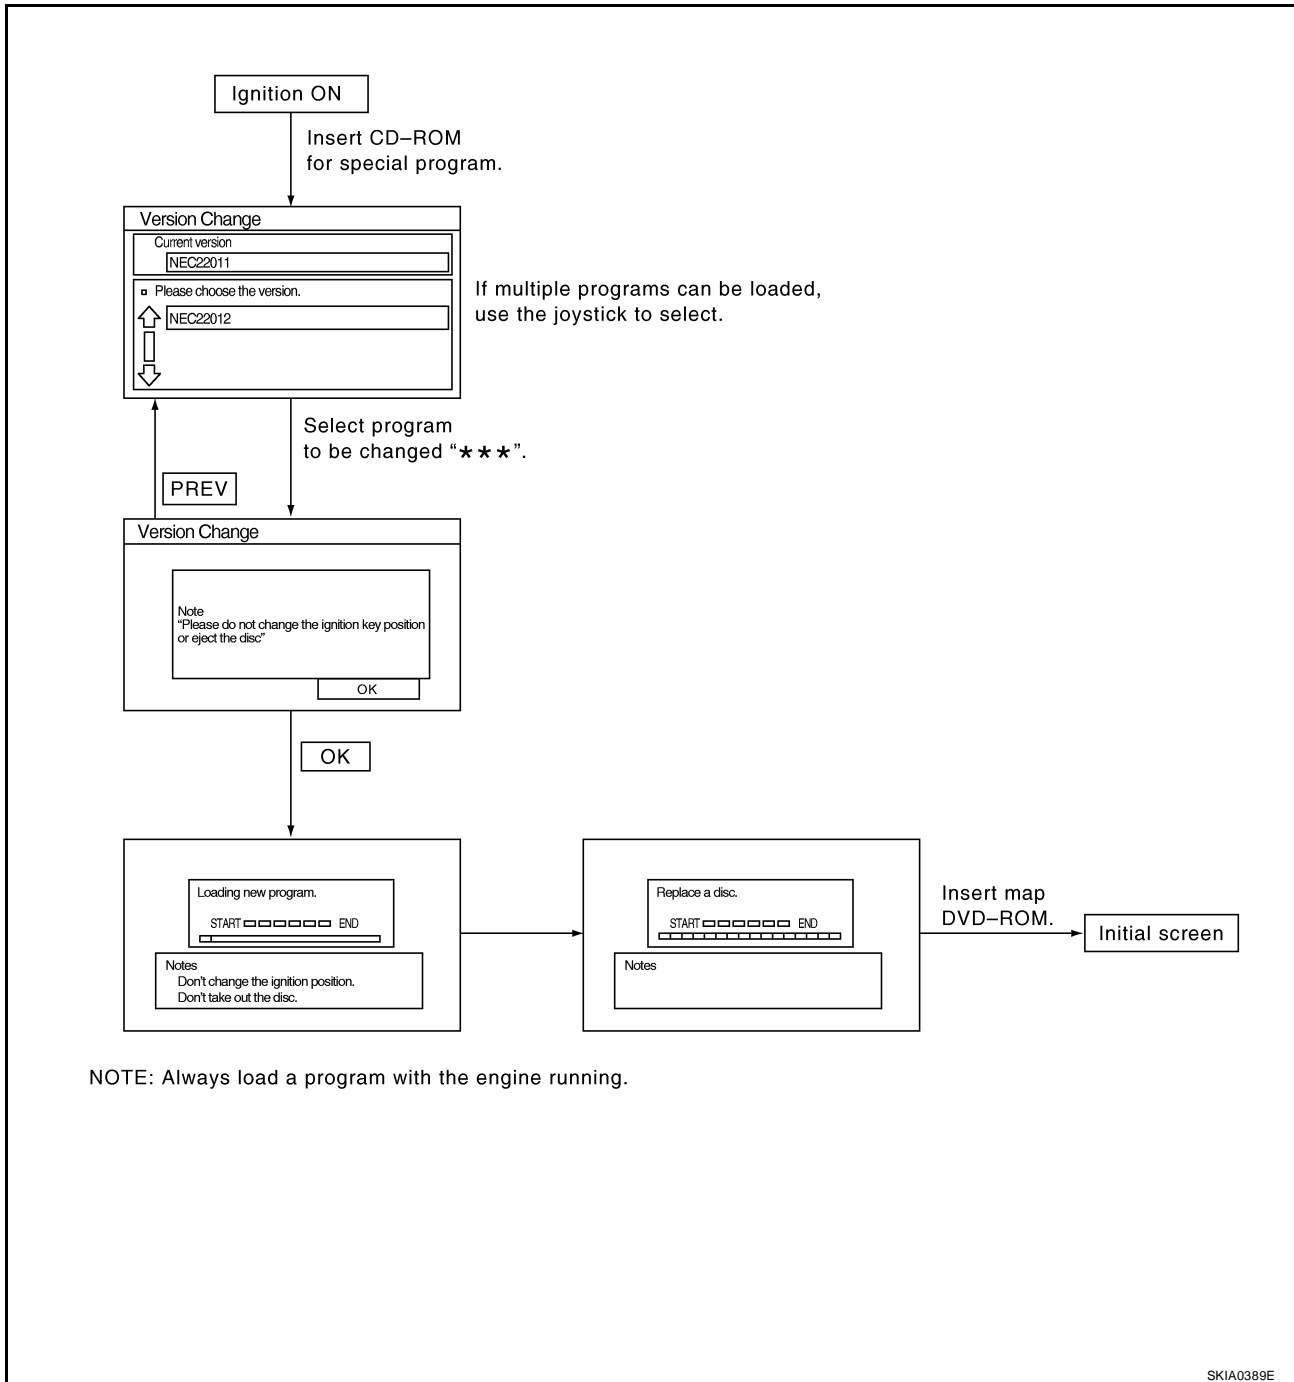 Ignition ON
Insert CD–ROM
for special program.
Version Change
Current version
NEC22011
Please choose the version.
NEC22012
If multiple programs can be loaded,
use the joystick to select.
Select program
to be changed “★★★”.
PREV
Version Change
Note
“Please do not change the ignition key position
or eject the disc”
OK
OK
Loading new program.
START END
Notes
Don't change the ignition position.
Don't take out the disc.
Replace a disc.
START END
Notes
Insert map
DVD–ROM.
Initial screen
NOTE: Always load a program with the engine running.
SKIA0389E